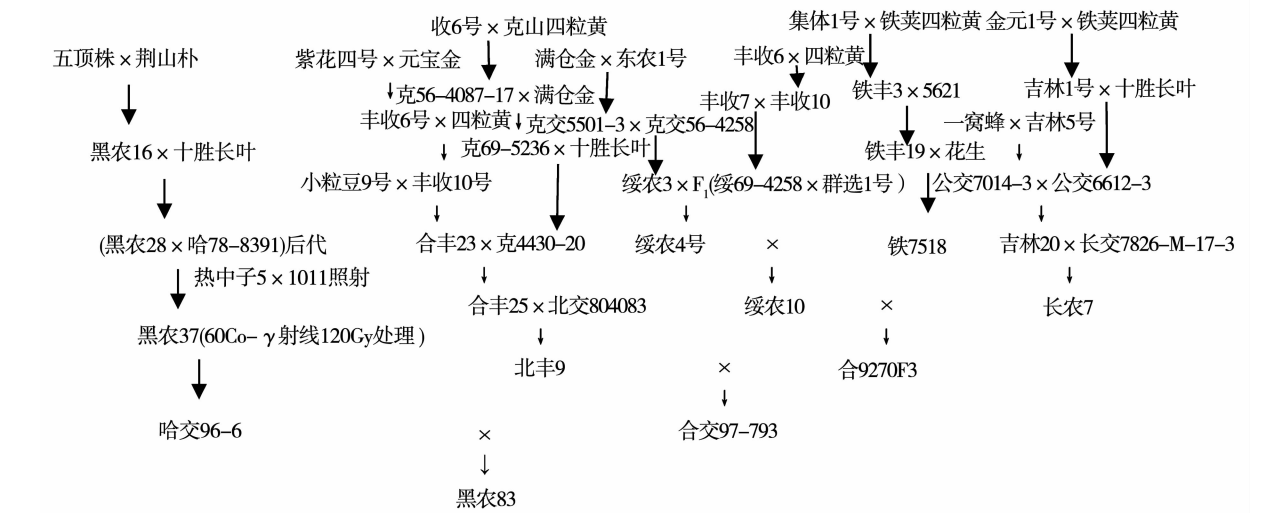 集体1号×铁荚四粒黄 金元1号×铁荚四粒黄
收6号×克山四粒黄
五顶株×荆山朴 紫花四号×元宝金 满仓金×东农1号 丰收6×四粒黄
克56-4087-17×满仓金 丰收7×丰收10 铁丰3×5621 吉林1号×十胜长叶
丰收6号×四粒黄 克交5501-3×克交56-4258 一窝蜂×吉林5号
黑农16×十胜长叶 克69-5236×十胜长叶 铁丰19×花生
小粒豆9号×丰收10号 绥农3×F1(绥69-4258×群选1号) 公交7014-3×公交6612-3
(黑农28×哈78-8391)后代 合丰23×克4430-20 绥农4号 × 铁7518 吉林20×长交7826-M-17-3
热中子5×1011照射
合丰25×北交804083 绥农10 × 长农7
黑农37(60Co-γ射线120Gy处理)
北丰9 × 合9270F3
哈交96-6 × 合交97-793
黑农83